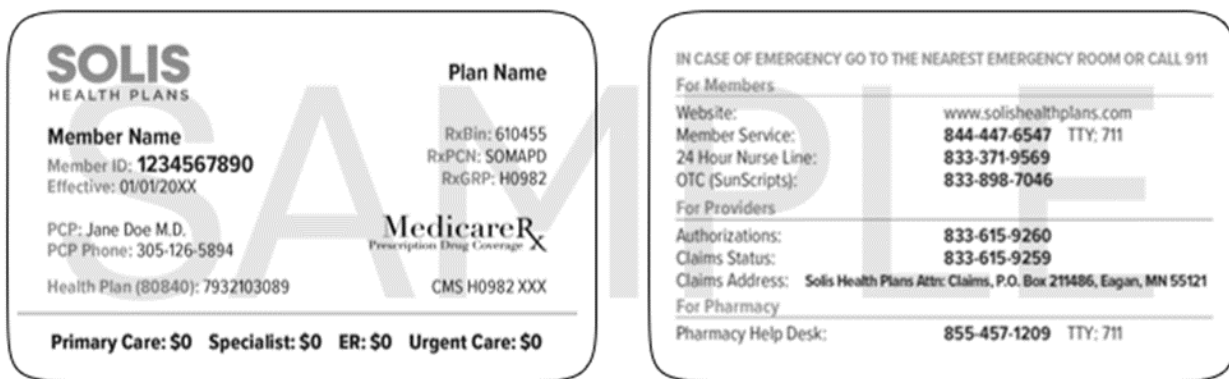 SOLIS
HEALTH PLANS
Plan Name
Member Name
Member ID: 1234567890
Effective: 01/01/20XX
RxBin: 610455
RxPCN: SOMAPD
RxGRP: H0982
PCP: Jane Doe M.D.
PCP Phone: 305-126-5894
MedicareRx
Prescription Drug Coverage
Health Plan (80840): 7932103089
CMS H0982 XXX
Primary Care: $0 Specialist: $0 ER: $0 Urgent Care: $0
IN CASE OF EMERGENCY GO TO THE NEAREST EMERGENCY ROOM OR CALL 911
For Members
Website: www.solishealthplans.com
Member Service: 844-447-6547 TTY: 711
24 Hour Nurse Line: 833-371-9569
OTC (SunScripts): 833-898-7046
For Providers
Authorizations: 833-615-9260
Claims Status: 833-615-9259
Claims Address: Solis Health Plans Attn: Claims, P.O. Box 211486, Eagan, MN 55121
For Pharmacy
Pharmacy Help Desk: 855-457-1209 TTY: 711
SAMPLE